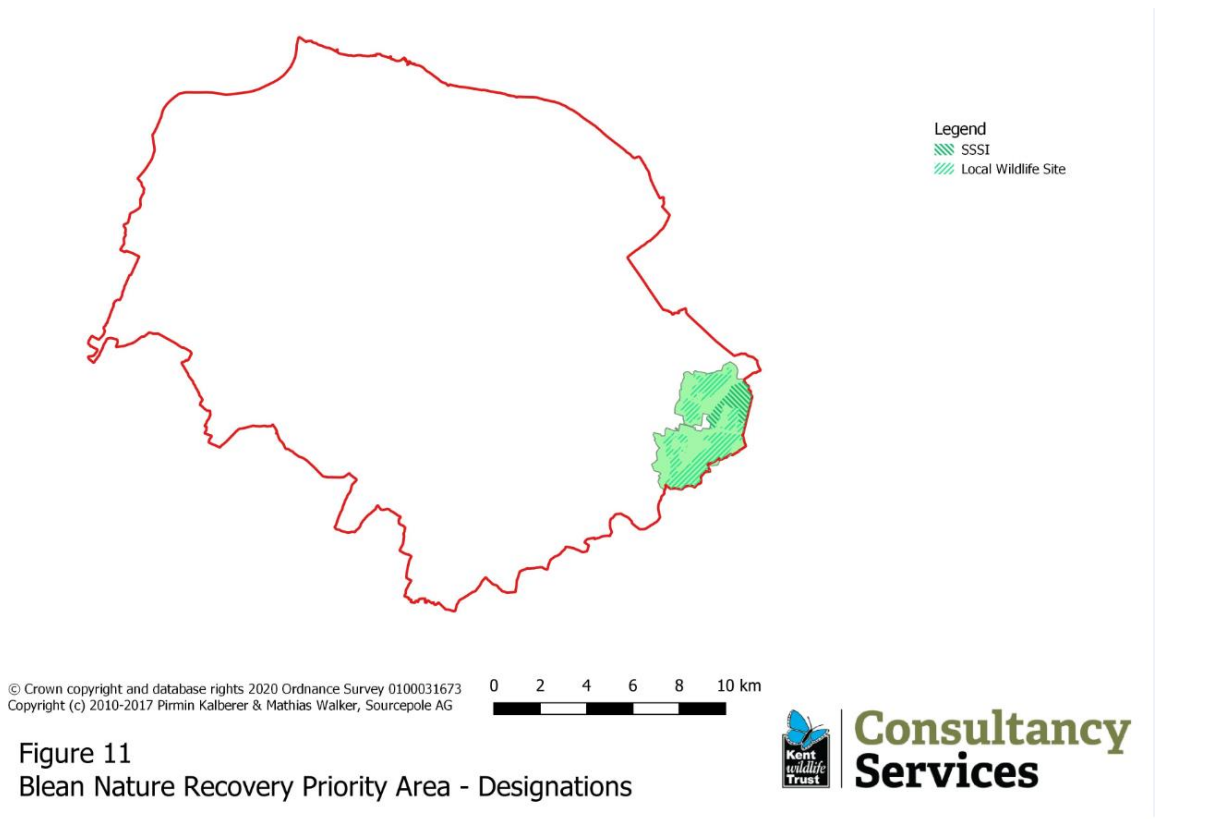 Legend
SSSI
Local Wildlife Site
© Crown copyright and database rights 2020 Ordnance Survey 0100031673
Copyright (c) 2010-2017 Pirmin Kalberer & Mathias Walker, Sourcepole AG
0 2 4 6 8 10 km
Figure 11
Blean Nature Recovery Priority Area - Designations
Kent
wildlife
Trust
Consultancy
Services